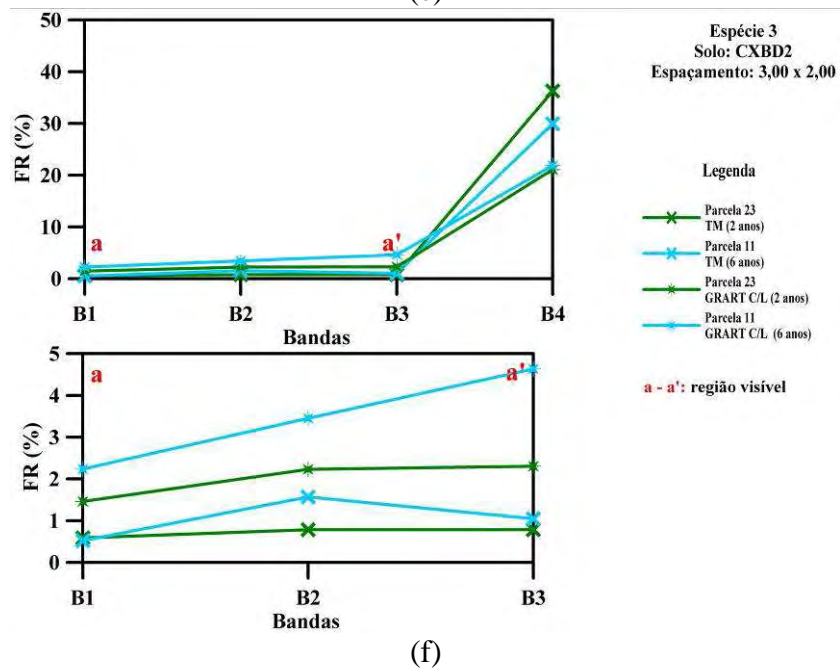 50
40
30
20
10
0
FR (%)
a
a'
B1
B2
B3
B4
Bandas
Espécie 3
Solo: CXBD2
Espaçamento: 3,00 x 2,00
Legenda
Parcela 23
TM (2 anos)
Parcela 11
TM (6 anos)
Parcela 23
GRART C/L (2 anos)
Parcela 11
GRART C/L (6 anos)
a - a': região visível
5
4
3
2
1
0
FR (%)
a
a'
B1
B2
B3
Bandas
(f)